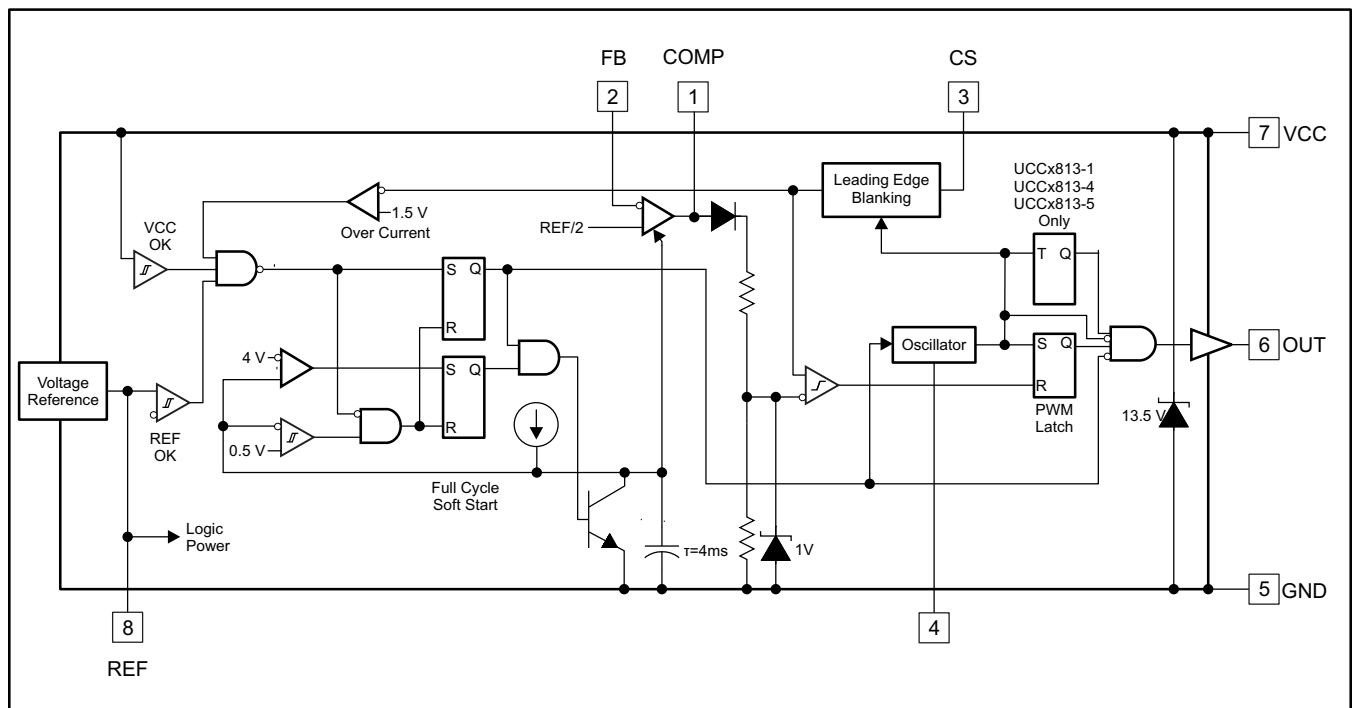 FB
COMP
CS
2
1
3
7
VCC
UCCx813-1
UCCx813-4
UCCx813-5
Only
Leading Edge
Blanking
1.5 V
Over Current
REF/2
VCC
OK
T
Q
S
Q
R
4 V
Oscillator
S
Q
R
6
OUT
Voltage
Reference
S
Q
R
PWM
Latch
13.5 V
REF
OK
0.5 V
Full Cycle
Soft Start
Logic
Power
τ=4ms
1V
5
GND
8
4
REF